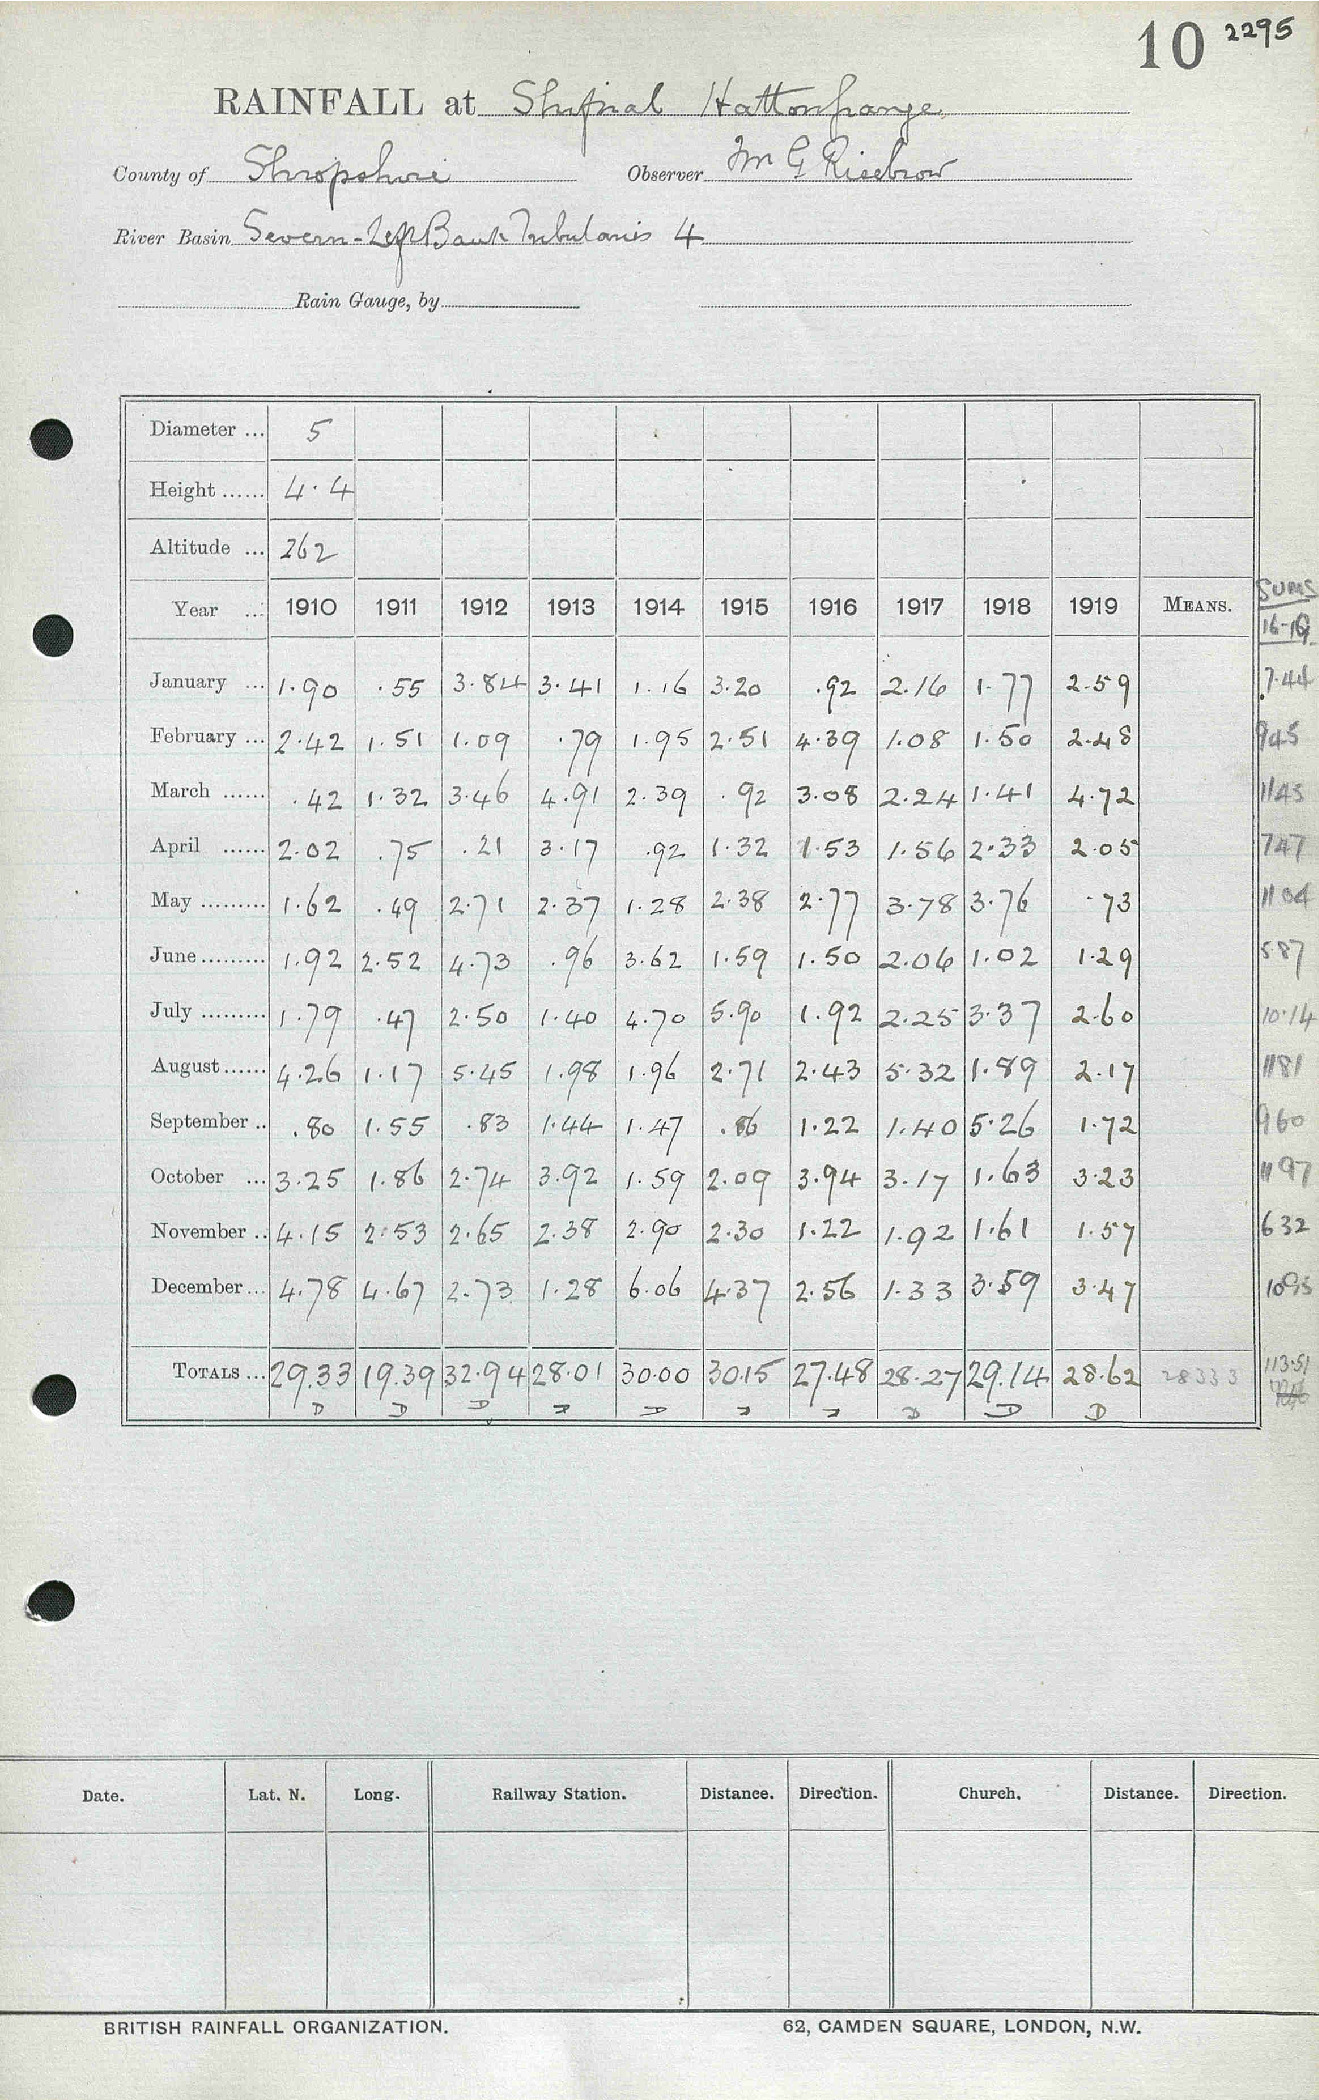 10 2295
RAINFALL at Shifnal Hattongrange
County of Shropshire Observer Mr G Risebrow
River Basin Severn-Left Bank Tributaries 4
Rain Gauge, by
Diameter ... 5
Height ...... 4.4
Altitude ... 262
Year ... 1910 1911 1912 1913 1914 1915 1916 1917 1918 1919 MEANS. SUMS 16-19
January ... 1.90 .55 3.84 3.41 1.16 3.20 .92 2.16 1.77 2.59 7.44
February ... 2.42 1.51 1.09 .79 1.95 2.51 4.39 1.08 1.50 2.48 945
March ...... .42 1.32 3.46 4.91 2.39 .92 3.08 2.24 1.41 4.72 1145
April ...... 2.02 .75 .21 3.17 .92 1.32 1.53 1.56 2.33 2.05 747
May ......... 1.62 .49 2.71 2.37 1.28 2.38 2.77 3.78 3.76 .73 1104
June ......... 1.92 2.52 4.73 .96 3.62 1.59 1.50 2.06 1.02 1.29 587
July ......... 1.79 .47 2.50 1.40 4.70 5.90 1.92 2.25 3.37 2.60 10.14
August ...... 4.26 1.17 5.45 1.98 1.96 2.71 2.43 5.32 1.89 2.17 1181
September .. .80 1.55 .83 1.44 1.47 .86 1.22 1.40 5.26 1.72 960
October ... 3.25 1.86 2.74 3.92 1.59 2.09 3.94 3.17 1.63 3.23 1197
November .. 4.15 2.53 2.65 2.38 2.90 2.30 1.22 1.92 1.61 1.57 632
December ... 4.78 4.67 2.73 1.28 6.06 4.37 2.56 1.33 3.59 3.47 1095
TOTALS ... 29.33 19.39 32.94 28.01 30.00 30.15 27.48 28.27 29.14 28.62 28333 113.51
D D D D D D D D D D
Date. Lat. N. Long. Railway Station. Distance. Direction. Church. Distance. Direction.
BRITISH RAINFALL ORGANIZATION. 62, CAMDEN SQUARE, LONDON, N.W.